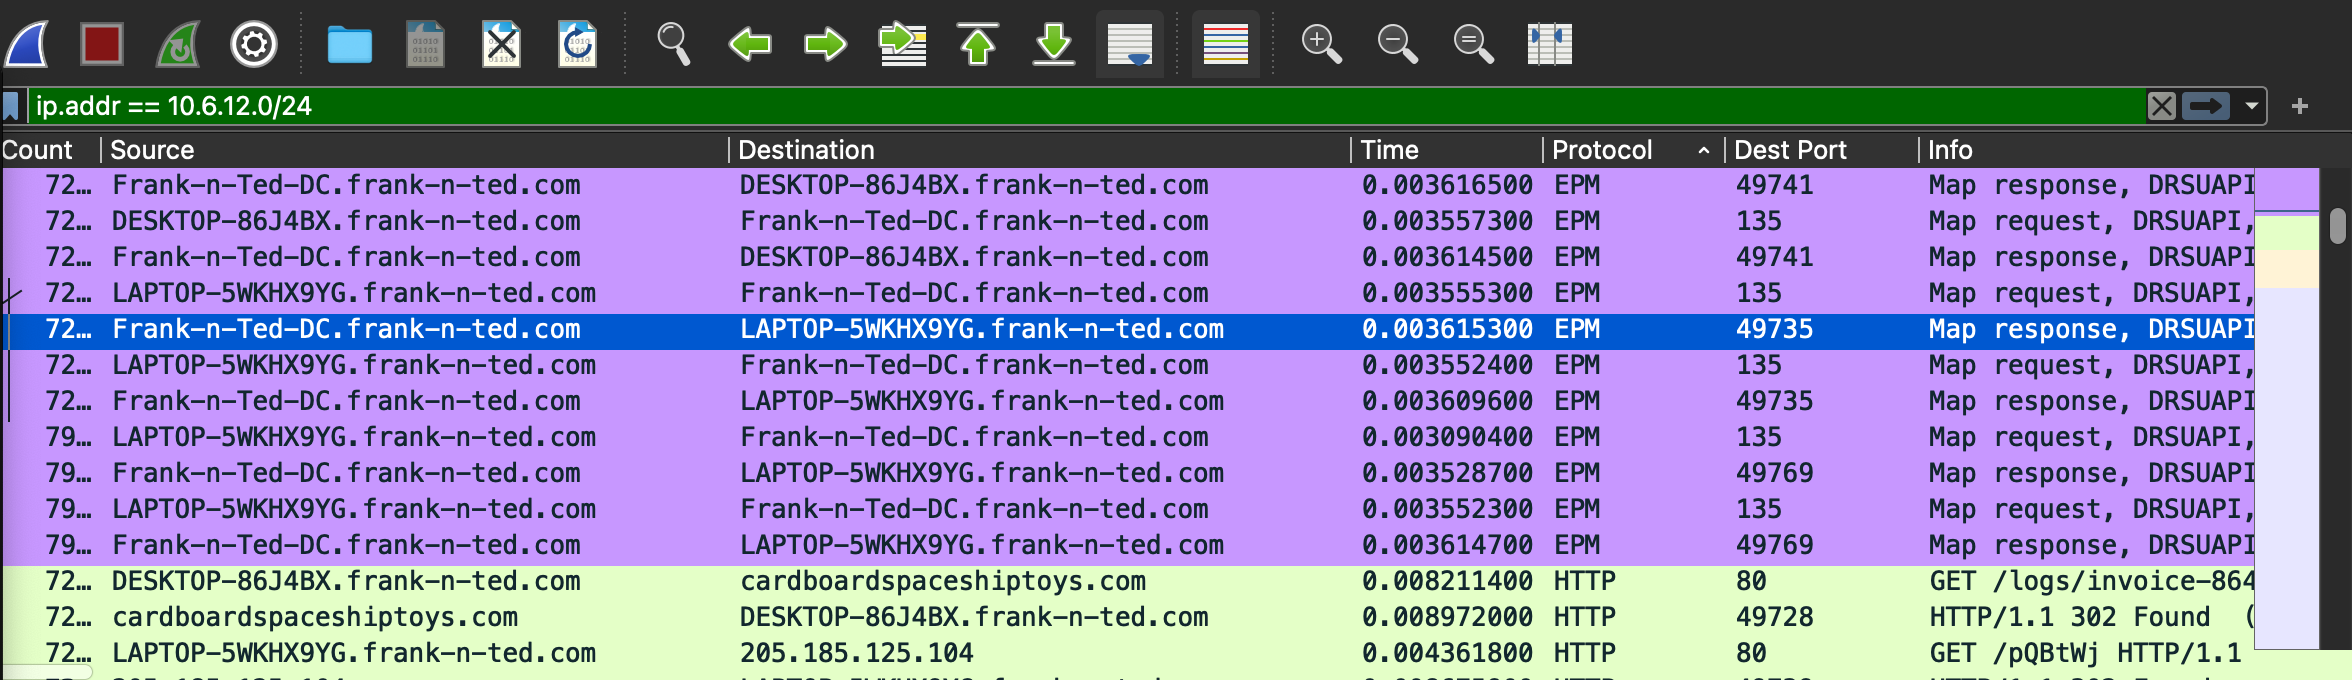 ip.addr == 10.6.12.0/24
Count Source Destination Time Protocol Dest Port Info
72… Frank-n-Ted-DC.frank-n-ted.com DESKTOP-86J4BX.frank-n-ted.com 0.003616500 EPM 49741 Map response, DRSUAPI
72… DESKTOP-86J4BX.frank-n-ted.com Frank-n-Ted-DC.frank-n-ted.com 0.003557300 EPM 135 Map request, DRSUAPI,
72… Frank-n-Ted-DC.frank-n-ted.com DESKTOP-86J4BX.frank-n-ted.com 0.003614500 EPM 49741 Map response, DRSUAPI
72… LAPTOP-5WKHX9YG.frank-n-ted.com Frank-n-Ted-DC.frank-n-ted.com 0.003555300 EPM 135 Map request, DRSUAPI,
72… Frank-n-Ted-DC.frank-n-ted.com LAPTOP-5WKHX9YG.frank-n-ted.com 0.003615300 EPM 49735 Map response, DRSUAPI
72… LAPTOP-5WKHX9YG.frank-n-ted.com Frank-n-Ted-DC.frank-n-ted.com 0.003552400 EPM 135 Map request, DRSUAPI,
72… Frank-n-Ted-DC.frank-n-ted.com LAPTOP-5WKHX9YG.frank-n-ted.com 0.003609600 EPM 49735 Map response, DRSUAPI
79… LAPTOP-5WKHX9YG.frank-n-ted.com Frank-n-Ted-DC.frank-n-ted.com 0.003090400 EPM 135 Map request, DRSUAPI,
79… Frank-n-Ted-DC.frank-n-ted.com LAPTOP-5WKHX9YG.frank-n-ted.com 0.003528700 EPM 49769 Map response, DRSUAPI
79… LAPTOP-5WKHX9YG.frank-n-ted.com Frank-n-Ted-DC.frank-n-ted.com 0.003552300 EPM 135 Map request, DRSUAPI,
79… Frank-n-Ted-DC.frank-n-ted.com LAPTOP-5WKHX9YG.frank-n-ted.com 0.003614700 EPM 49769 Map response, DRSUAPI
72… DESKTOP-86J4BX.frank-n-ted.com cardboardspaceshiptoys.com 0.008211400 HTTP 80 GET /logs/invoice-864
72… cardboardspaceshiptoys.com DESKTOP-86J4BX.frank-n-ted.com 0.008972000 HTTP 49728 HTTP/1.1 302 Found (
72… LAPTOP-5WKHX9YG.frank-n-ted.com 205.185.125.104 0.004361800 HTTP 80 GET /pQBtWj HTTP/1.1